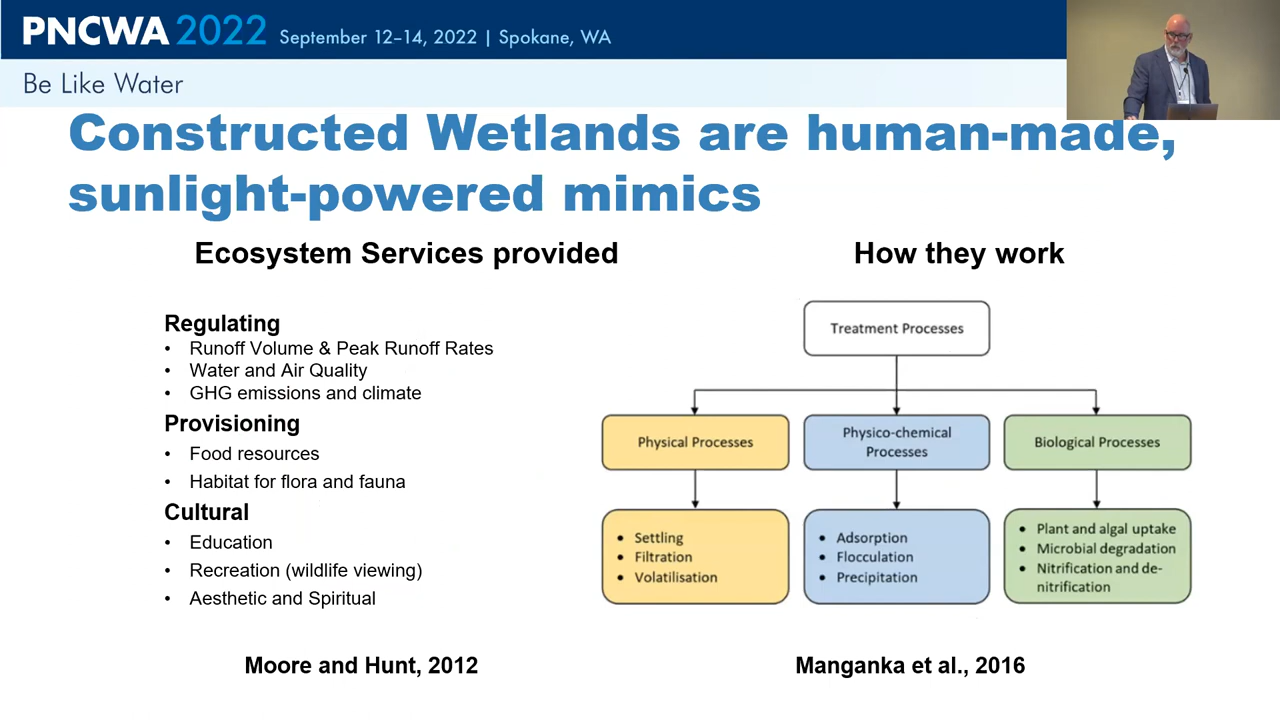 PNCWA 2022 September 12–14, 2022 | Spokane, WA
Be Like Water
Constructed Wetlands are human-made,
sunlight-powered mimics
Ecosystem Services provided
Regulating
• Runoff Volume & Peak Runoff Rates
• Water and Air Quality
• GHG emissions and climate
Provisioning
• Food resources
• Habitat for flora and fauna
Cultural
• Education
• Recreation (wildlife viewing)
• Aesthetic and Spiritual
Moore and Hunt, 2012
How they work
Treatment Processes
Physical Processes
Physico-chemical
Processes
Biological Processes
• Settling
• Filtration
• Volatilisation
• Adsorption
• Flocculation
• Precipitation
• Plant and algal uptake
• Microbial degradation
• Nitrification and de-
nitrification
Manganka et al., 2016